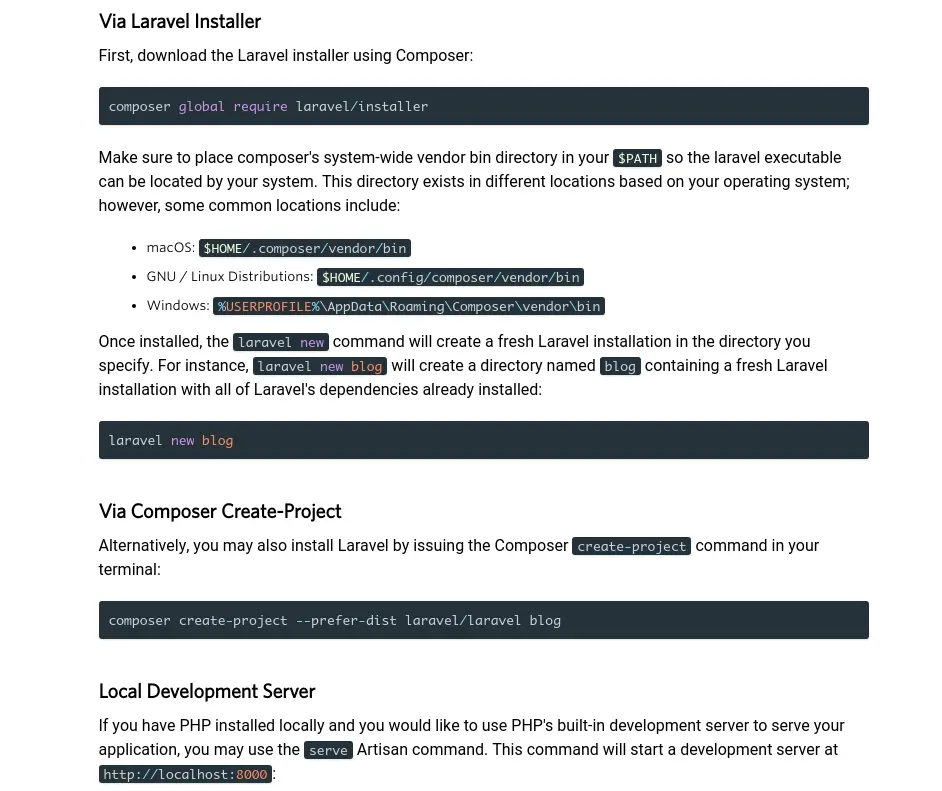 Via Laravel Installer
First, download the Laravel installer using Composer:
composer global require laravel/installer
Make sure to place composer's system-wide vendor bin directory in your $PATH so the laravel executable
can be located by your system. This directory exists in different locations based on your operating system;
however, some common locations include:
• macOS: $HOME/.composer/vendor/bin
• GNU / Linux Distributions: $HOME/.config/composer/vendor/bin
• Windows: %USERPROFILE%\AppData\Roaming\Composer\vendor\bin
Once installed, the laravel new command will create a fresh Laravel installation in the directory you
specify. For instance, laravel new blog will create a directory named blog containing a fresh Laravel
installation with all of Laravel's dependencies already installed:
laravel new blog
Via Composer Create-Project
Alternatively, you may also install Laravel by issuing the Composer create-project command in your
terminal:
composer create-project --prefer-dist laravel/laravel blog
Local Development Server
If you have PHP installed locally and you would like to use PHP's built-in development server to serve your
application, you may use the serve Artisan command. This command will start a development server at
http://localhost:8000: